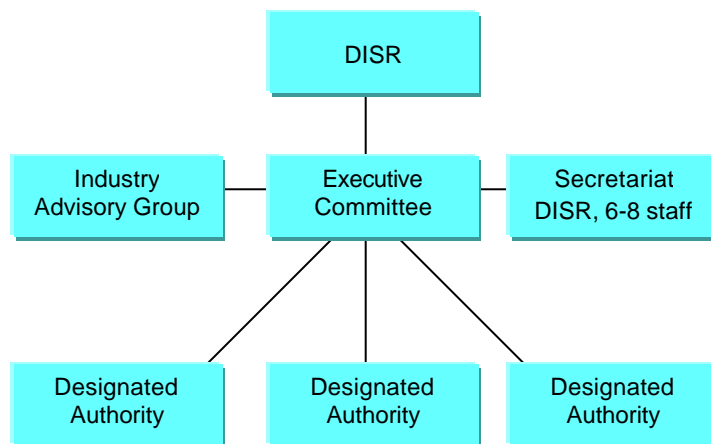 DISR
Industry
Advisory Group
Executive
Committee
Secretariat
DISR, 6-8 staff
Designated
Authority
Designated
Authority
Designated
Authority